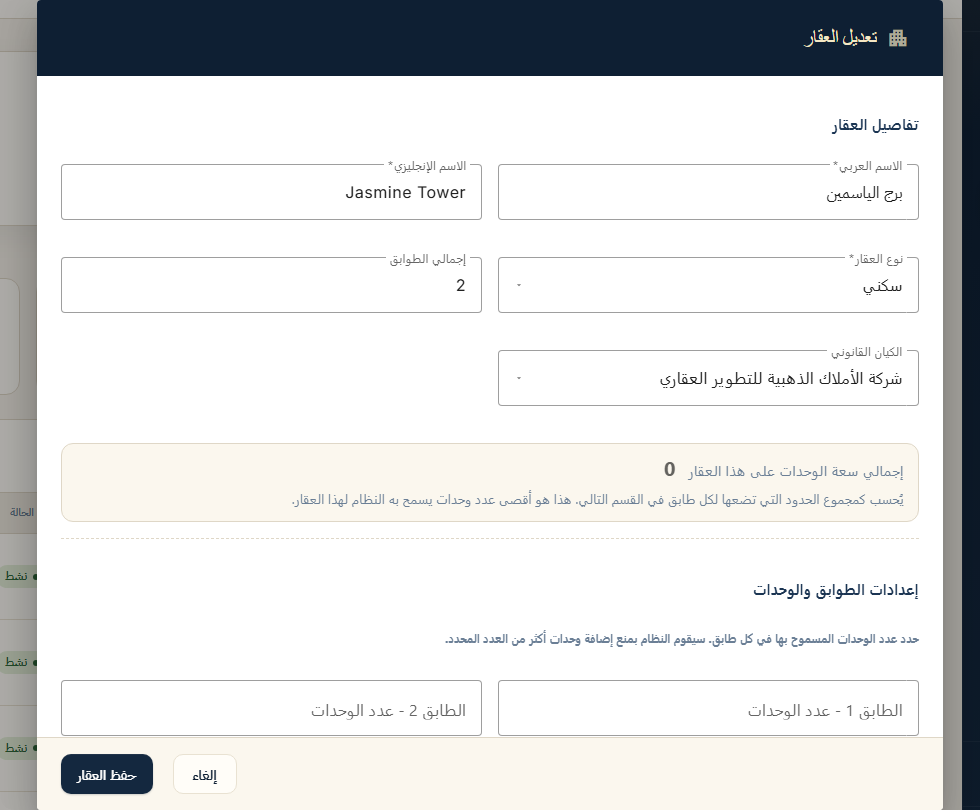 تعديل العقار
تفاصيل العقار
الاسم العربي*
برج الياسمين
الاسم الإنجليزي*
Jasmine Tower
نوع العقار*
سكني
إجمالي الطوابق
2
الكيان القانوني
شركة الأملاك الذهبية للتطوير العقاري
إجمالي سعة الوحدات على هذا العقار 0
يُحسب كمجموع الحدود التي تضعها لكل طابق في القسم التالي. هذا هو أقصى عدد وحدات يسمح به النظام لهذا العقار.
إعدادات الطوابق والوحدات
حدد عدد الوحدات المسموح بها في كل طابق. سيقوم النظام بمنع إضافة وحدات أكثر من العدد المحدد.
الطابق 1 - عدد الوحدات
الطابق 2 - عدد الوحدات
إلغاء
حفظ العقار
الحالة
نشط
نشط
نشط